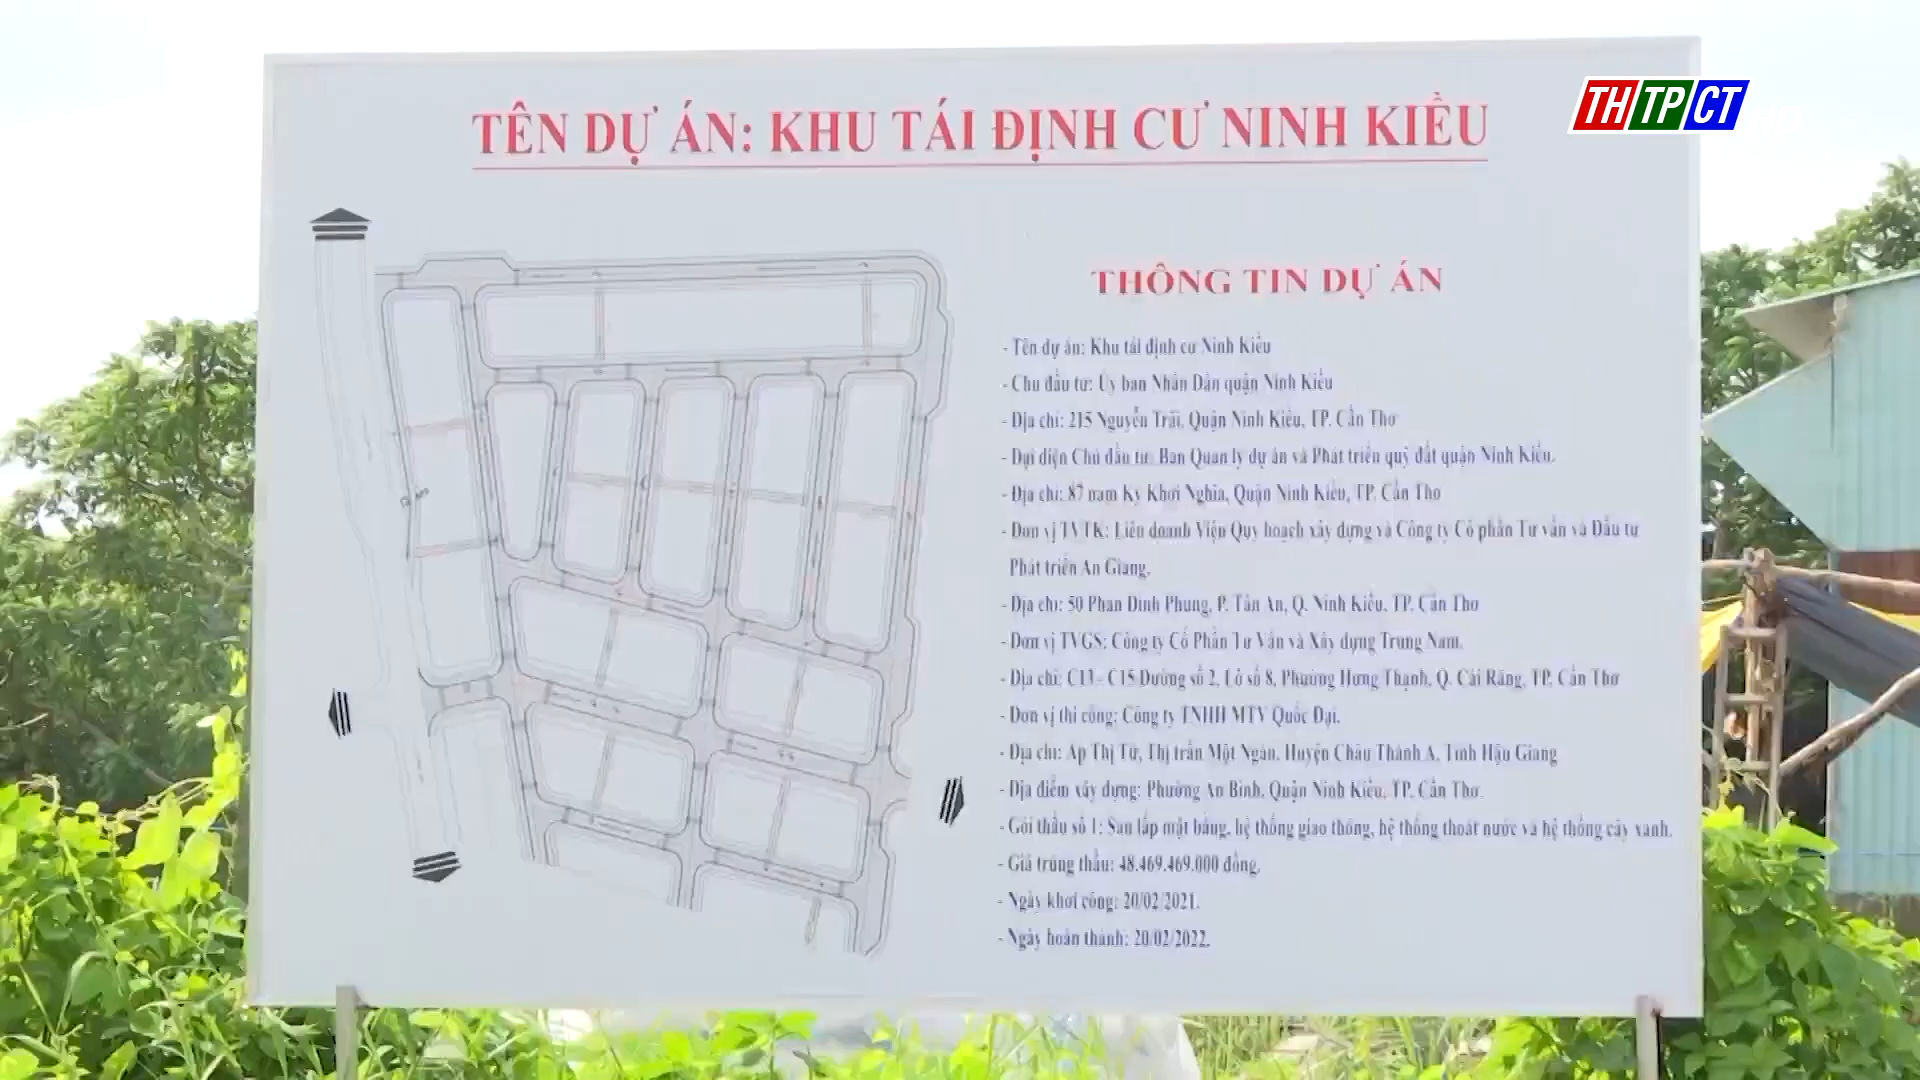 THTPCT
TÊN DỰ ÁN: KHU TÁI ĐỊNH CƯ NINH KIỀU
THÔNG TIN DỰ ÁN
- Tên dự án: Khu tái định cư Ninh Kiều
- Chủ đầu tư: Ủy ban Nhân Dân quận Ninh Kiều
- Địa chỉ: 215 Nguyễn Trãi, Quận Ninh Kiều, TP. Cần Thơ
- Đại diện Chủ đầu tư: Ban Quản lý dự án và Phát triển quỹ đất quận Ninh Kiều.
- Địa chỉ: 87 nam Kỳ Khởi Nghĩa, Quận Ninh Kiều, TP. Cần Thơ
- Đơn vị TVTK: Liên doanh Viện Quy hoạch xây dựng và Công ty Cổ phần Tư vấn và Đầu tư
Phát triển An Giang.
- Địa chỉ: 50 Phan Đình Phùng, P. Tân An, Q. Ninh Kiều, TP. Cần Thơ
- Đơn vị TVGS: Công ty Cổ Phần Tư Vấn và Xây dựng Trung Nam.
- Địa chỉ: C13 - C15 Đường số 2, Lô số 8, Phường Hưng Thạnh, Q. Cái Răng, TP. Cần Thơ
- Đơn vị thi công: Công ty TNHH MTV Quốc Đại.
- Địa chỉ: Ấp Thị Tứ, Thị trấn Một Ngàn, Huyện Châu Thành A, Tỉnh Hậu Giang
- Địa điểm xây dựng: Phường An Bình, Quận Ninh Kiều, TP. Cần Thơ.
- Gói thầu số 1: San lấp mặt bằng, hệ thống giao thông, hệ thống thoát nước và hệ thống cây xanh.
- Giá trúng thầu: 48.469.469.000 đồng.
- Ngày khởi công: 20/02/2021.
- Ngày hoàn thành: 20/02/2022.